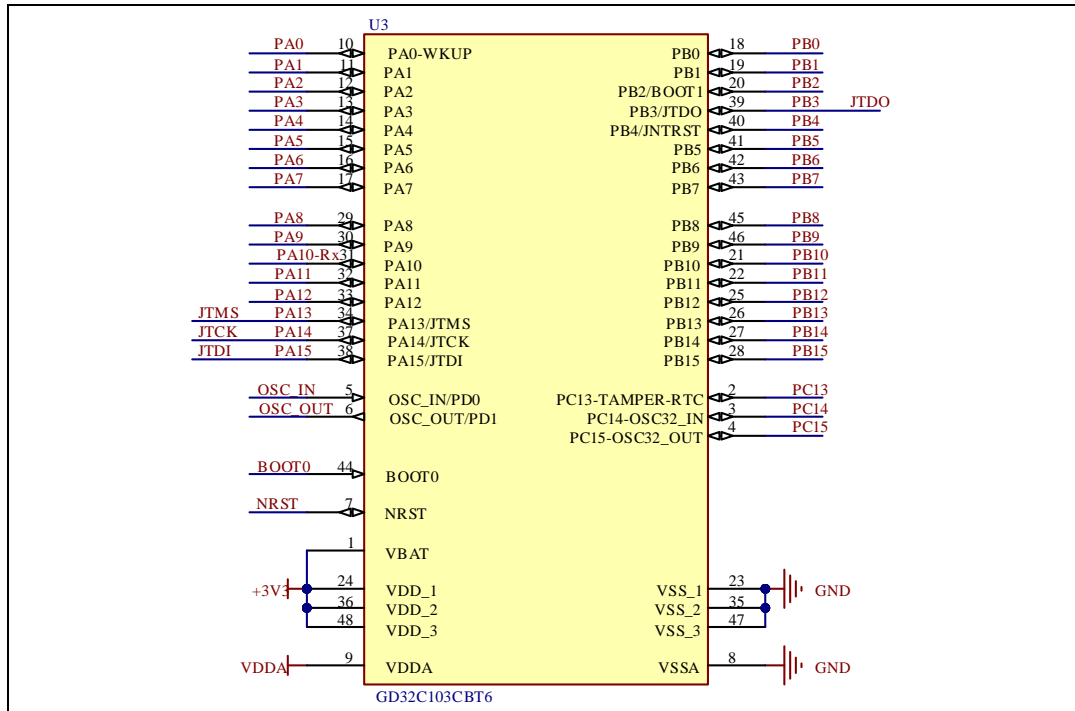 U3
PA0 10 PA0-WKUP PB0 18 PB0
PA1 11 PA1 PB1 19 PB1
PA2 12 PA2 PB2/BOOT1 20 PB2
PA3 13 PA3 PB3/JTDO 39 PB3 JTDO
PA4 14 PA4 PB4/JNTRST 40 PB4
PA5 15 PA5 PB5 41 PB5
PA6 16 PA6 PB6 42 PB6
PA7 17 PA7 PB7 43 PB7
PA8 29 PA8 PB8 45 PB8
PA9 30 PA9 PB9 46 PB9
PA10-Rx 31 PA10 PB10 21 PB10
PA11 32 PA11 PB11 22 PB11
PA12 33 PA12 PB12 25 PB12
JTMS PA13 34 PA13/JTMS PB13 26 PB13
JTCK PA14 37 PA14/JTCK PB14 27 PB14
JTDI PA15 38 PA15/JTDI PB15 28 PB15
OSC_IN 5 OSC_IN/PD0 PC13-TAMPER-RTC 2 PC13
OSC_OUT 6 OSC_OUT/PD1 PC14-OSC32_IN 3 PC14
PC15-OSC32_OUT 4 PC15
BOOT0 44 BOOT0
NRST 7 NRST
1 VBAT
+3V3 24 VDD_1 VSS_1 23 GND
36 VDD_2 VSS_2 35
48 VDD_3 VSS_3 47
VDDA 9 VDDA VSSA 8 GND
GD32C103CBT6